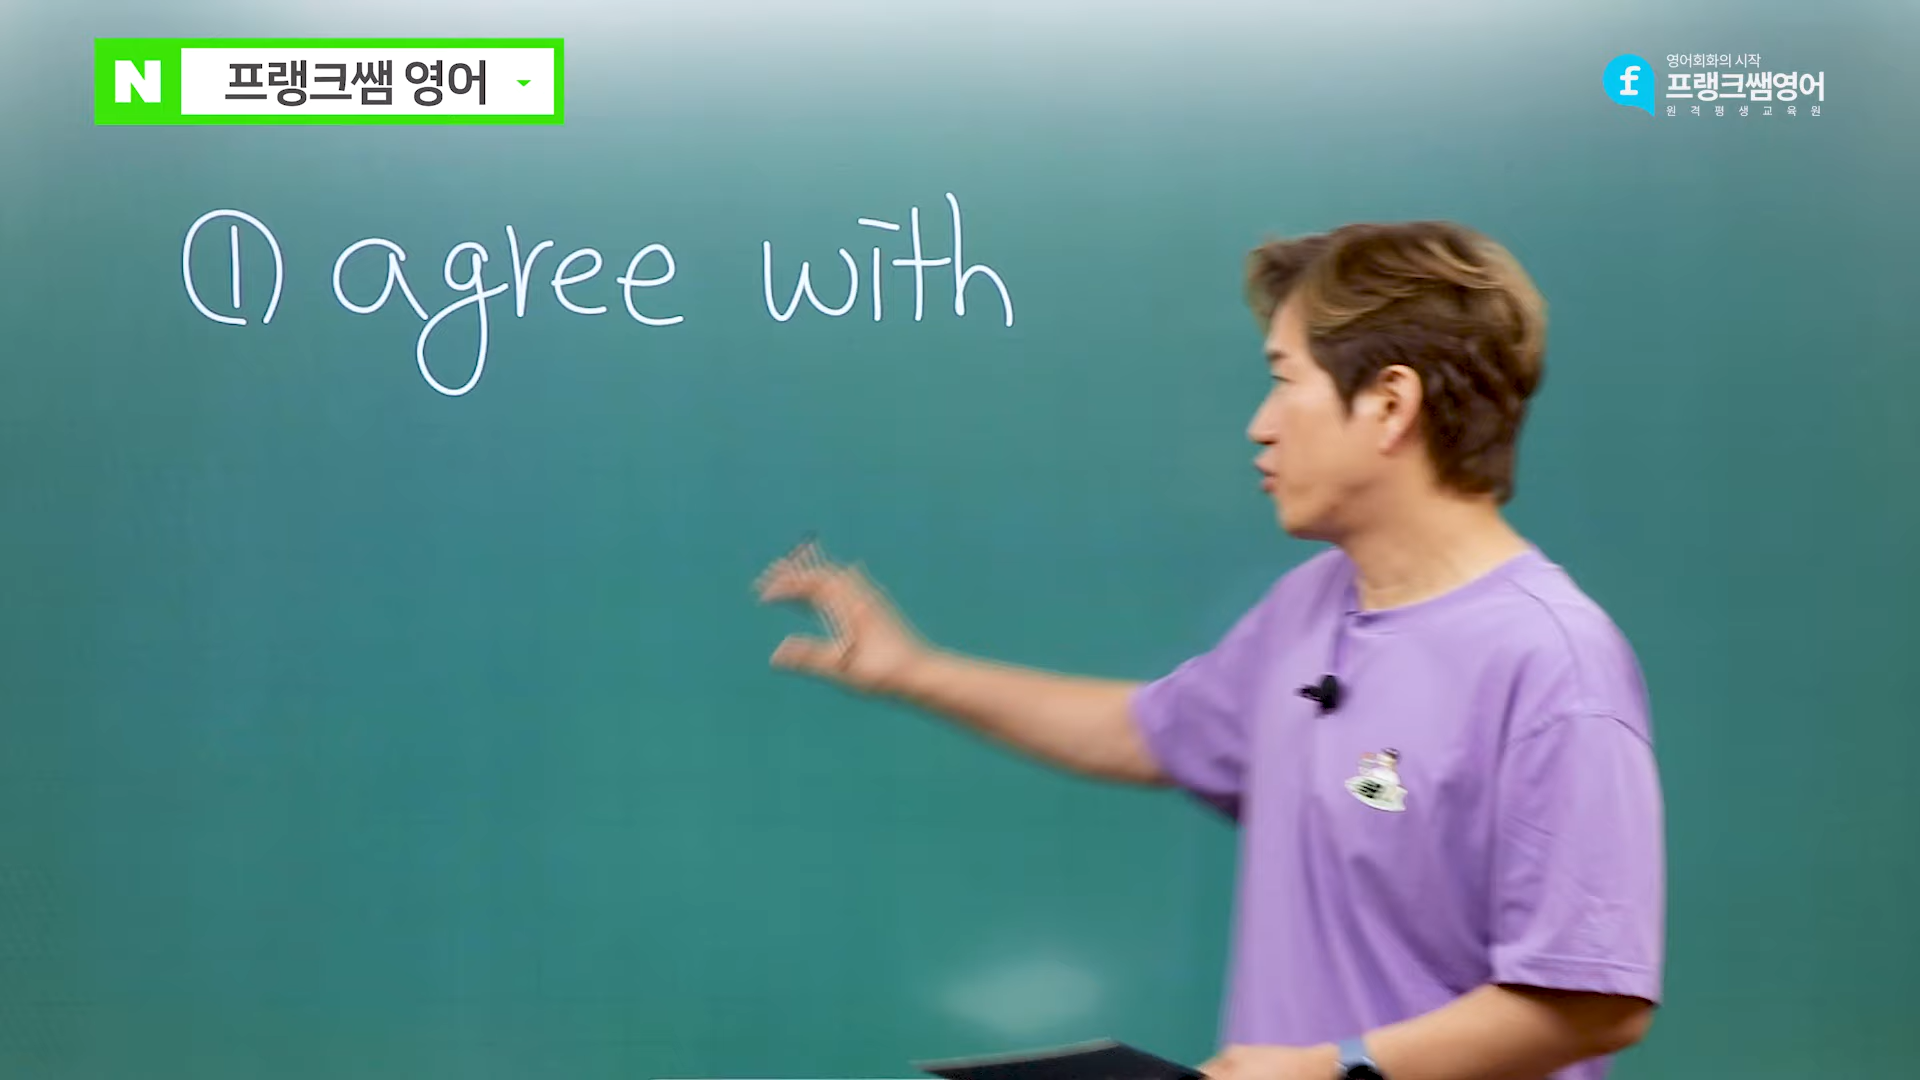 N 프랭크쌤 영어
영어회화의 시작
f 프랭크쌤영어
원격평생교육원
① agree with